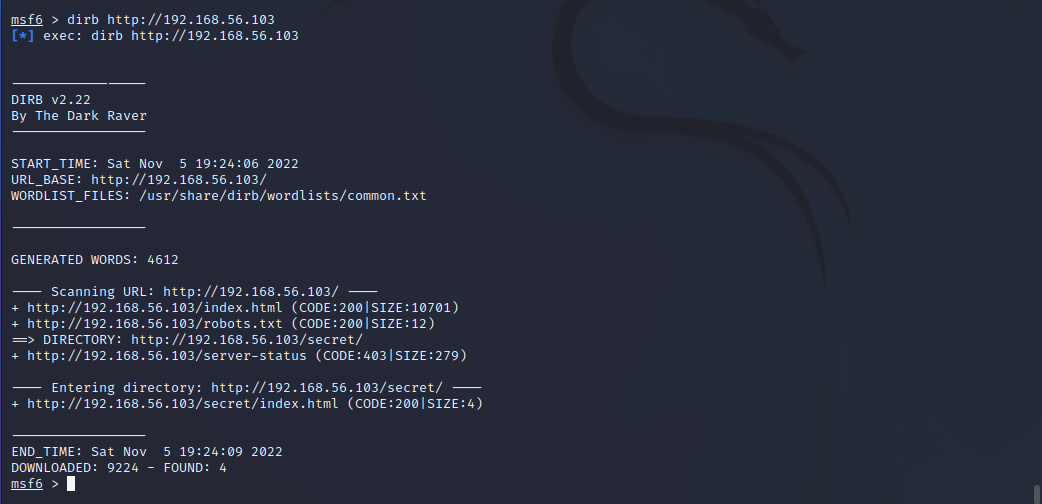 msf6 > dirb http://192.168.56.103
[*] exec: dirb http://192.168.56.103
-----------------
DIRB v2.22
By The Dark Raver
-----------------
START_TIME: Sat Nov  5 19:24:06 2022
URL_BASE: http://192.168.56.103/
WORDLIST_FILES: /usr/share/dirb/wordlists/common.txt
-----------------
GENERATED WORDS: 4612
---- Scanning URL: http://192.168.56.103/ ----
+ http://192.168.56.103/index.html (CODE:200|SIZE:10701)
+ http://192.168.56.103/robots.txt (CODE:200|SIZE:12)
==> DIRECTORY: http://192.168.56.103/secret/
+ http://192.168.56.103/server-status (CODE:403|SIZE:279)
---- Entering directory: http://192.168.56.103/secret/ ----
+ http://192.168.56.103/secret/index.html (CODE:200|SIZE:4)
-----------------
END_TIME: Sat Nov  5 19:24:09 2022
DOWNLOADED: 9224 - FOUND: 4
msf6 >